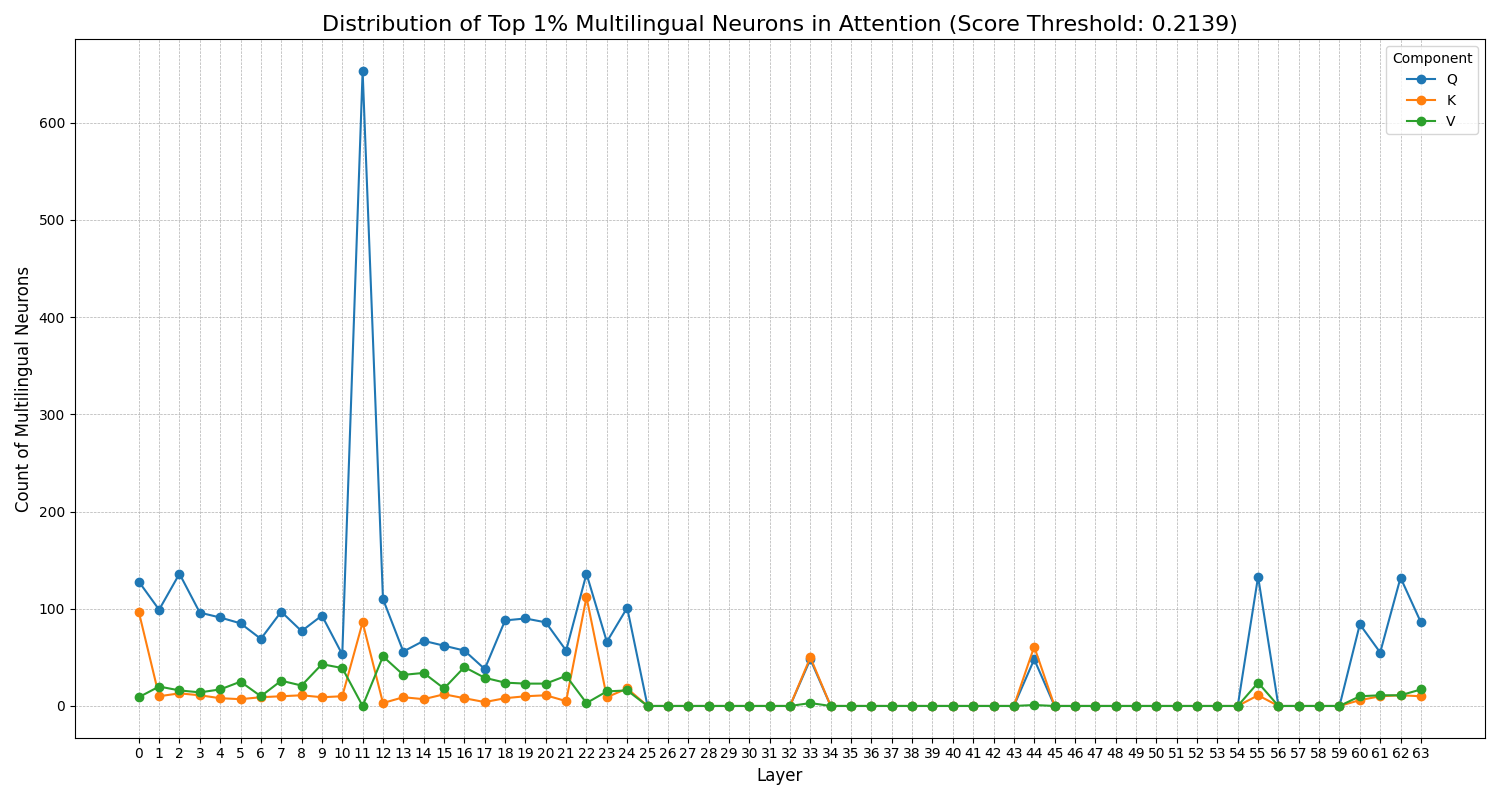 Distribution of Top 1% Multilingual Neurons in Attention (Score Threshold: 0.2139)
Component
Q
K
V
600
500
400
300
200
100
0
Count of Multilingual Neurons
0 1 2 3 4 5 6 7 8 9 10 11 12 13 14 15 16 17 18 19 20 21 22 23 24 25 26 27 28 29 30 31 32 33 34 35 36 37 38 39 40 41 42 43 44 45 46 47 48 49 50 51 52 53 54 55 56 57 58 59 60 61 62 63
Layer